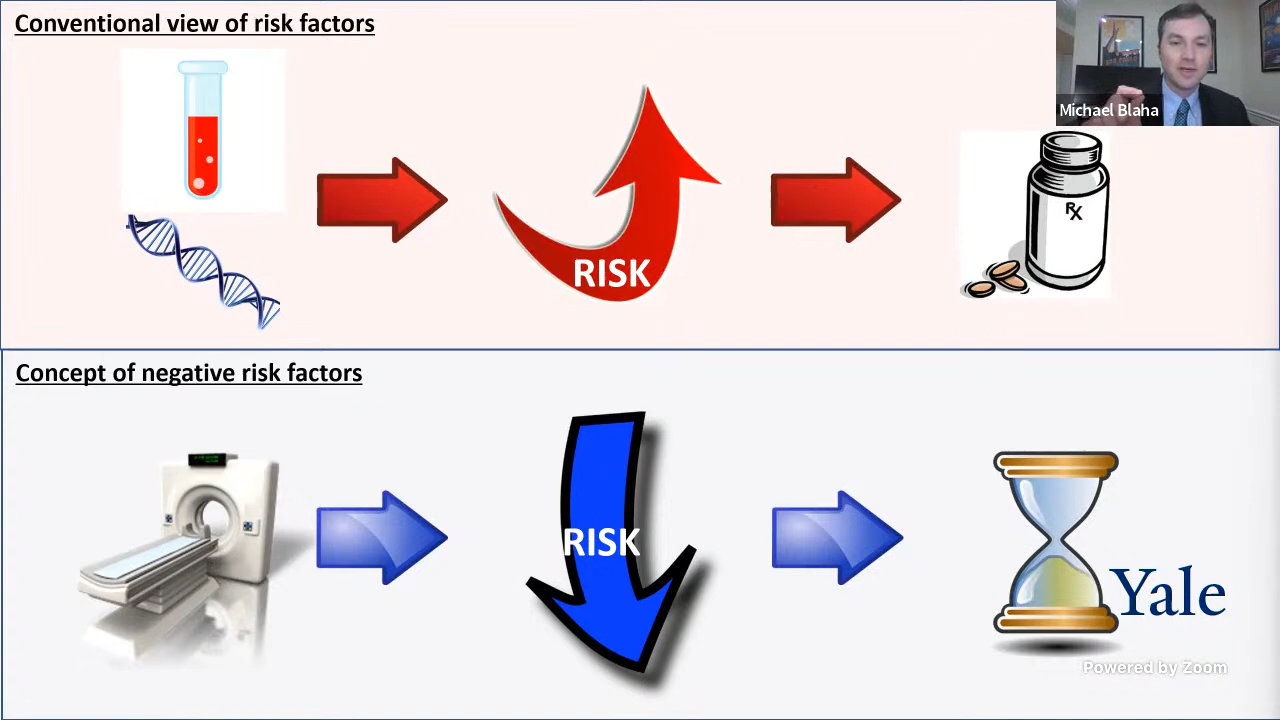 Conventional view of risk factors
Michael Blaha
RISK
Rx
Concept of negative risk factors
RISK
Yale
Powered by Zoom